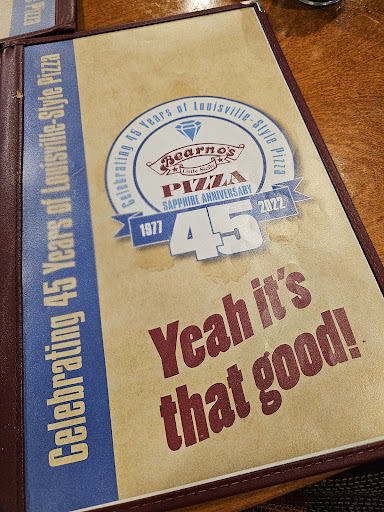 Pizza
Celebrating 45 Years of Louisville-Style Pizza
Celebrating 45 Years of Louisville-Style Pizza
Bearno's
Little Sicily
PIZZA
SAPPHIRE ANNIVERSARY
1977 45 2022
Yeah it's
that good!